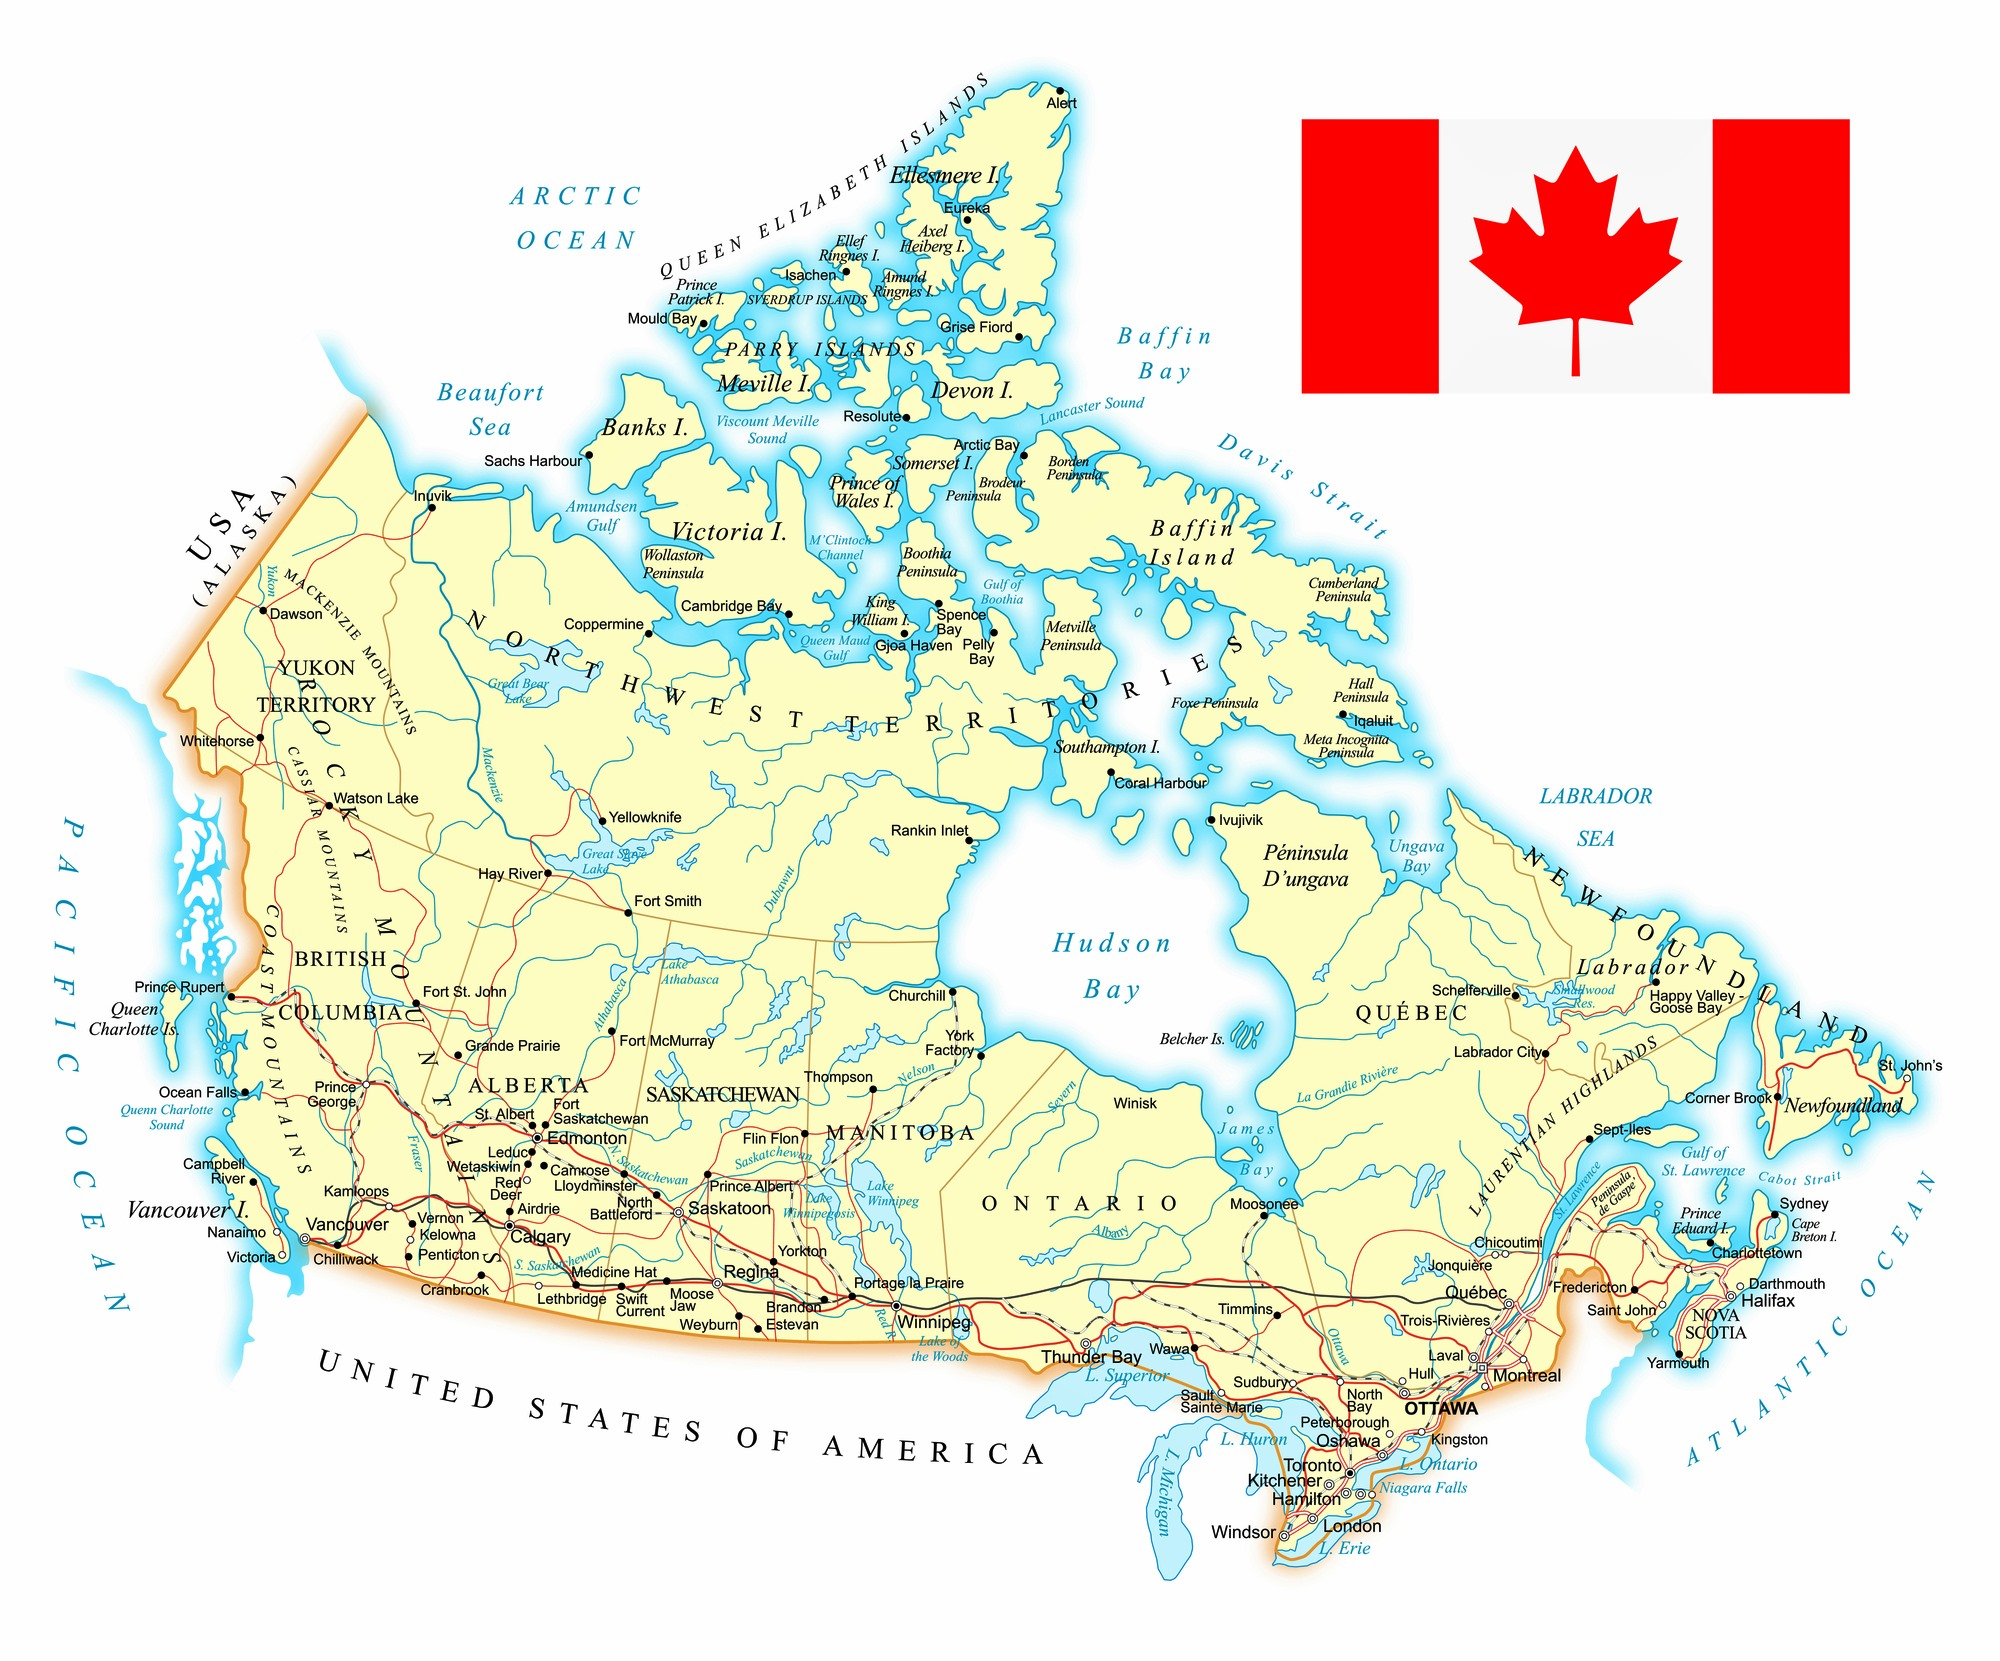 QUEEN ELIZABETH ISLANDS
Alert
ARCTIC
OCEAN
Ellesmere I.
Eureka
Axel
Heiberg I.
Ellef
Ringnes I.
Isachen
Amund
Ringnes I.
Prince
Patrick I.
SVERDRUP ISLANDS
Mould Bay
Grise Fiord
PARRY ISLANDS
Meville I.
Devon I.
Baffin
Bay
Beaufort
Sea
Banks I.
Viscount Meville
Sound
Resolute
Lancaster Sound
Sachs Harbour
Arctic Bay
Somerset I.
Borden
Peninsula
Davis Strait
Prince of
Wales I.
Brodeur
Peninsula
USA
(ALASKA)
Inuvik
Amundsen
Gulf
Victoria I.
M'Clintoch
Channel
Baffin
Island
Wollaston
Peninsula
Boothia
Peninsula
Gulf of
Boothia
Cumberland
Peninsula
Yukon
MACKENZIE MOUNTAINS
Dawson
Cambridge Bay
King
William I.
Spence
Bay
Coppermine
Queen Maud
Gulf
Gjoa Haven
Pelly
Bay
Metville
Peninsula
NORTHWEST TERRITORIES
YUKON
TERRITORY
Great Bear
Lake
Hall
Peninsula
Foxe Peninsula
Iqaluit
Whitehorse
ROCKY MOUNTAINS
CASSIAR MOUNTAINS
Mackenzie
Southampton I.
Meta Incognita
Peninsula
Coral Harbour
Watson Lake
Yellowknife
Rankin Inlet
Ivujivik
LABRADOR
SEA
Great Slave
Lake
Péninsula
D'ungava
Ungava
Bay
Hay River
Dubawnt
Fort Smith
NEWFOUNDLAND
PACIFIC OCEAN
COAST MOUNTAINS
BRITISH
COLUMBIA
Lake
Athabasca
Hudson
Bay
Labrador
Prince Rupert
Queen
Charlotte Is.
Fort St. John
Athabasca
Churchill
Schelferville
Smallwood
Res.
Happy Valley -
Goose Bay
QUÉBEC
Grande Prairie
Fort McMurray
York
Factory
Belcher Is.
Labrador City
St. John's
Ocean Falls
Quenn Charlotte
Sound
Prince
George
ALBERTA
SASKATCHEWAN
Thompson
Nelson
Severn
Winisk
La Grandie Rivière
LAURENTIAN HIGHLANDS
Corner Brook
Newfoundland
St. Albert
Fort
Saskatchewan
Edmonton
Flin Flon
MANITOBA
James
Bay
Sept-Iles
Fraser
Leduc
Wetaskiwin
Camrose
Lloydminster
N. Saskatchewan
Saskatchewan
Gulf of
St. Lawrence
Cabot Strait
Campbell
River
Vancouver I.
Kamloops
Red
Deer
North
Battleford
Prince Albert
Lake
Winnipegosis
Lake
Winnipeg
ONTARIO
Moosonee
St. Lawrence
Peninsula
de Gaspe
Prince
Eduard I.
Sydney
Cape
Breton I.
Nanaimo
Victoria
Vancouver
Chilliwack
Vernon
Kelowna
Penticton
Airdrie
Calgary
Saskatoon
Albany
Chicoutimi
Jonquière
Charlottetown
Cranbrook
S. Saskatchewan
Medicine Hat
Lethbridge
Swift
Current
Moose
Jaw
Regina
Yorkton
Portage la Praire
Brandon
Weyburn
Estevan
Red R.
Winnipeg
Lake of
the Woods
Timmins
Québec
Fredericton
Saint John
Dartmouth
Halifax
NOVA
SCOTIA
Yarmouth
ATLANTIC OCEAN
Trois-Rivières
Thunder Bay
L. Superior
Wawa
Ottawa
Laval
Montreal
Hull
OTTAWA
Sudbury
Sault
Sainte Marie
North
Bay
Peterborough
Oshawa
Kingston
L. Huron
L. Michigan
Toronto
Kitchener
Hamilton
L. Ontario
Niagara Falls
London
Windsor
L. Erie
UNITED STATES OF AMERICA